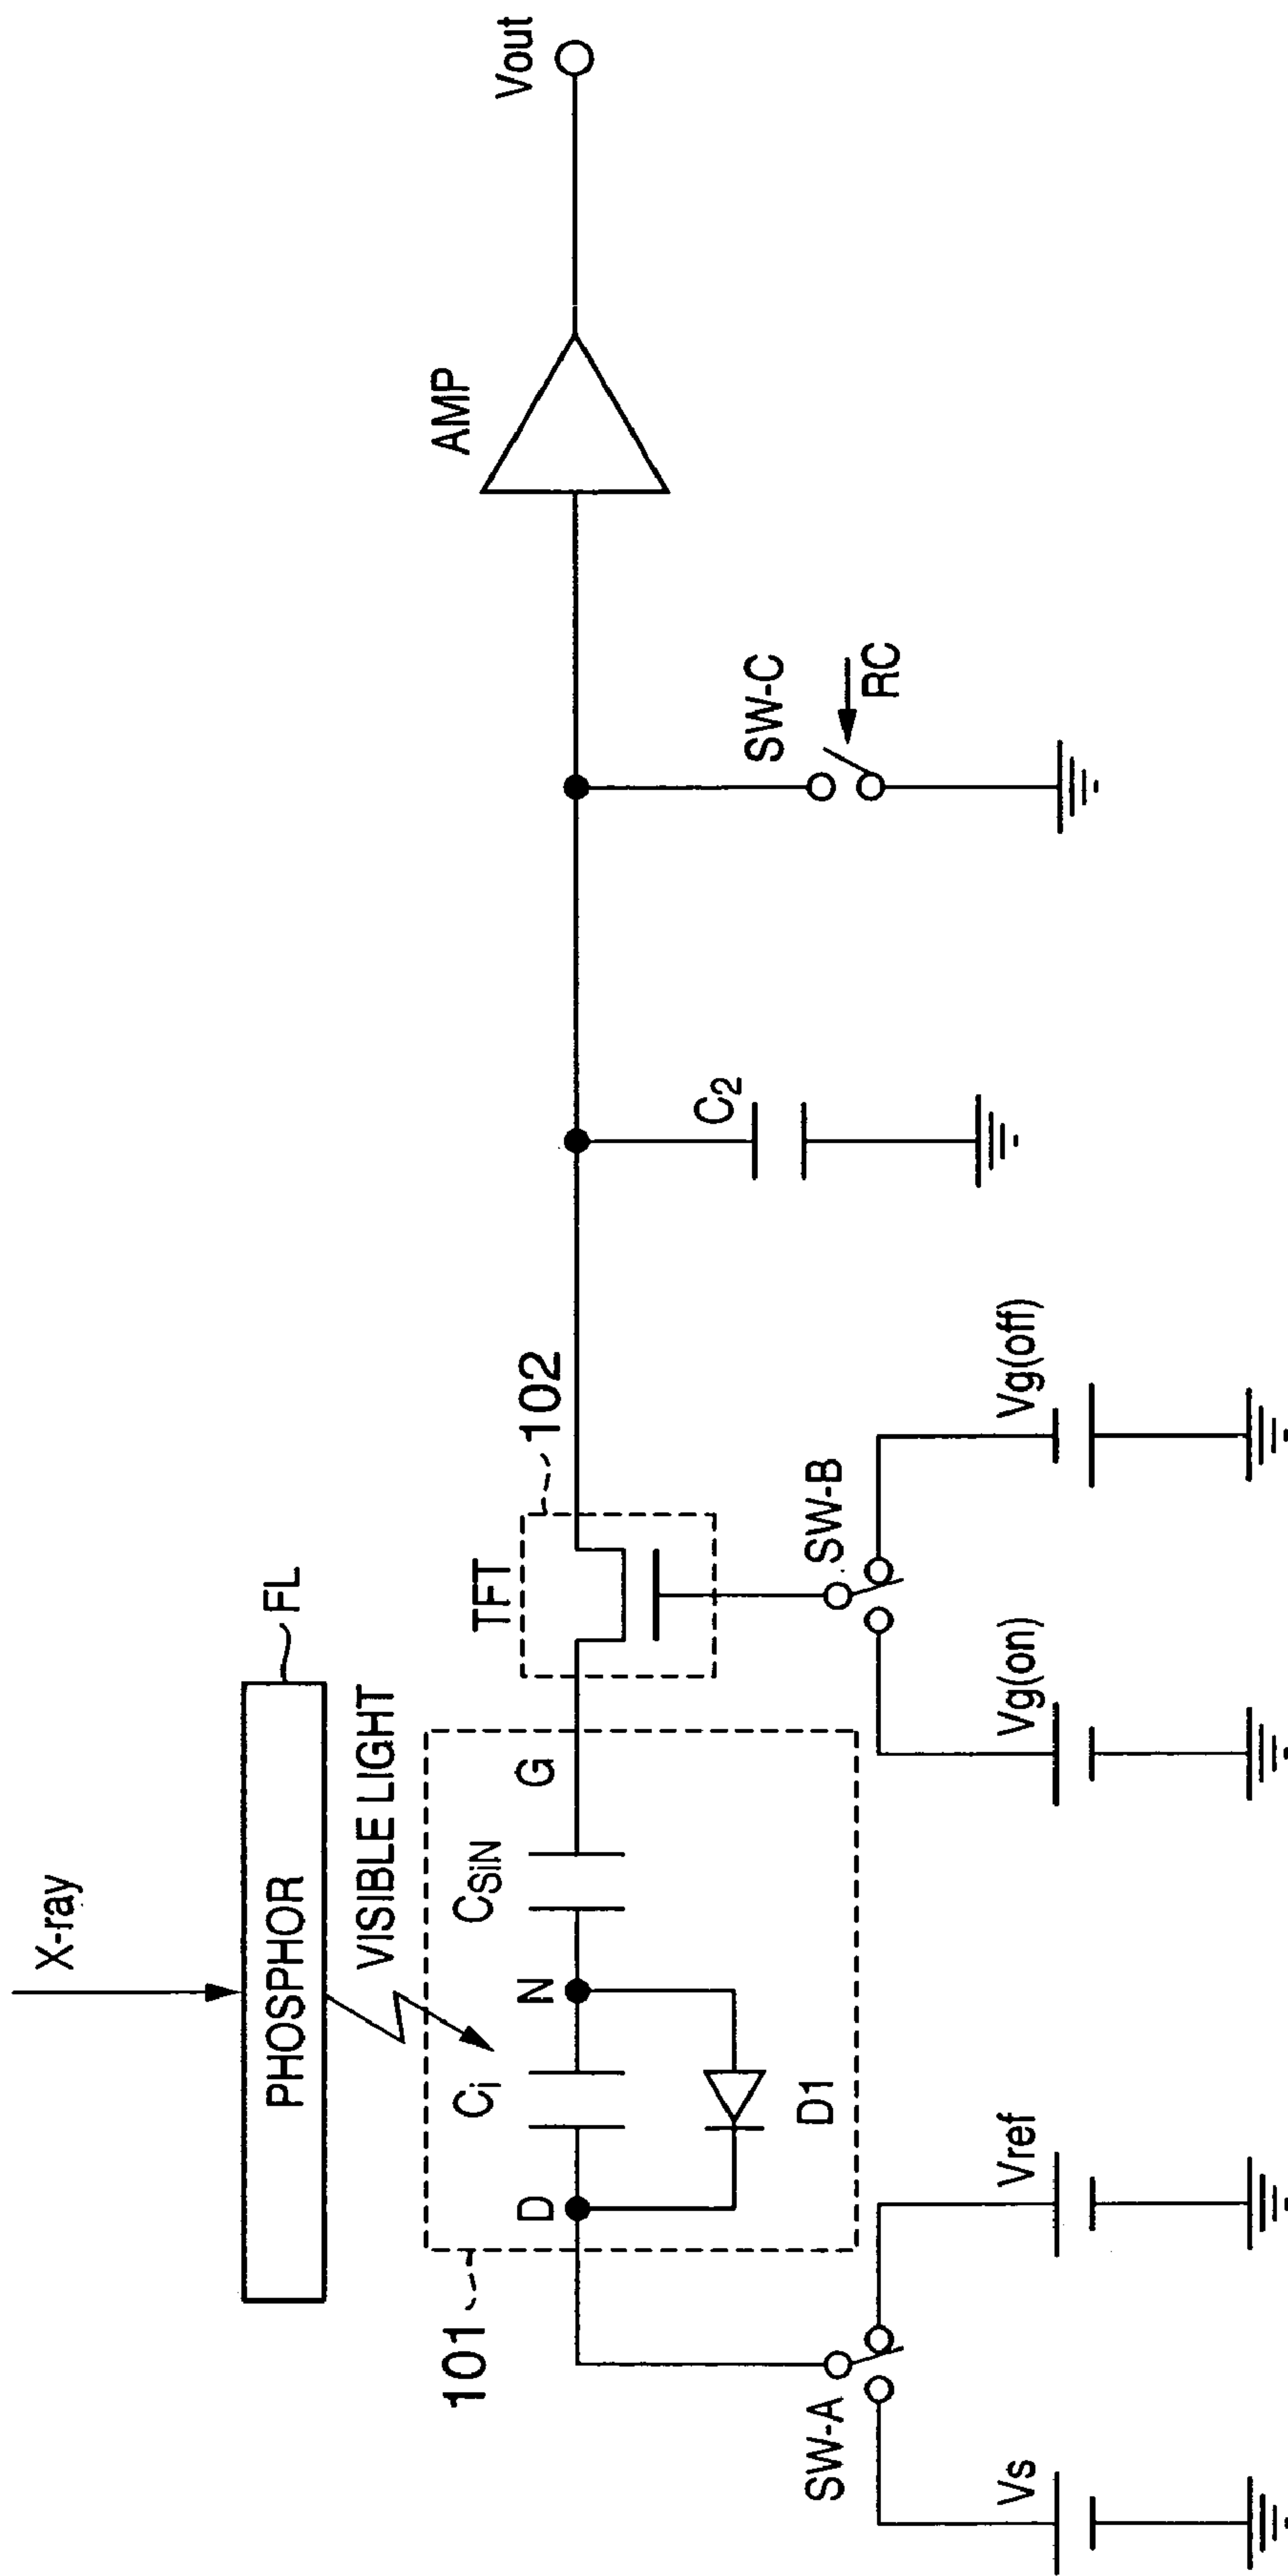 X-ray
PHOSPHOR
FL
VISIBLE LIGHT
101
D
Ci
N
CSiN
G
D1
TFT
102
C2
AMP
Vout
SW-A
Vs
Vref
SW-B
Vg(on)
Vg(off)
SW-C
RC